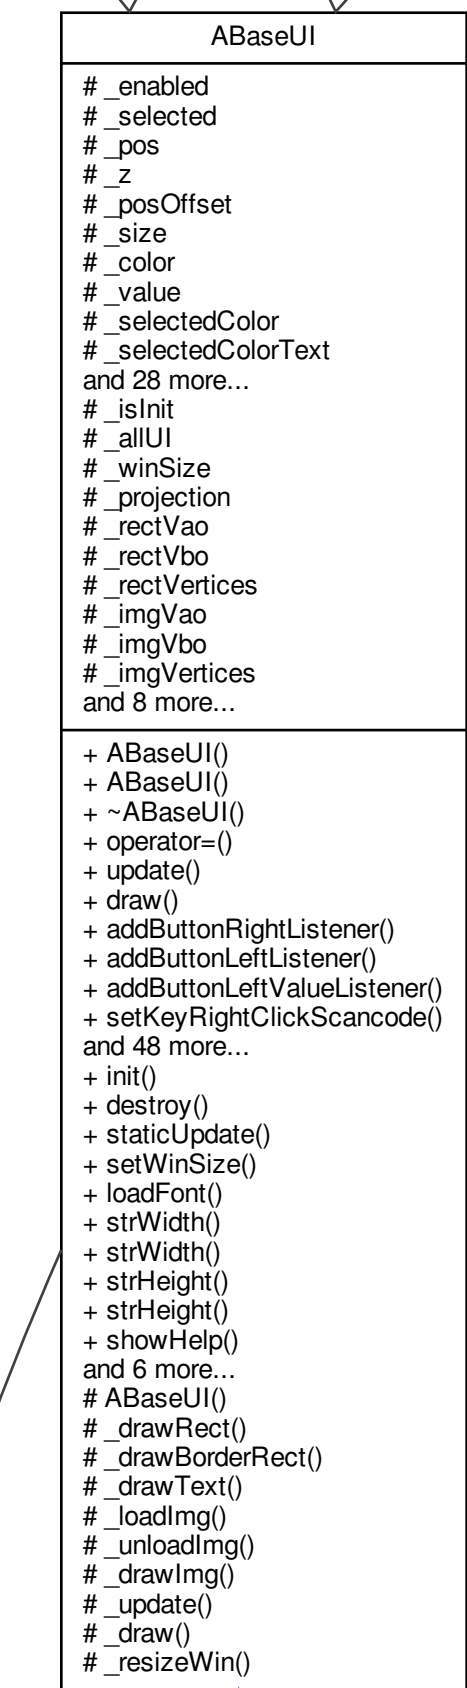 ABaseUI
# _enabled
# _selected
# _pos
# _z
# _posOffset
# _size
# _color
# _value
# _selectedColor
# _selectedColorText
and 28 more...
# _isInit
# _allUI
# _winSize
# _projection
# _rectVao
# _rectVbo
# _rectVertices
# _imgVao
# _imgVbo
# _imgVertices
and 8 more...
+ ABaseUI()
+ ABaseUI()
+ ~ABaseUI()
+ operator=()
+ update()
+ draw()
+ addButtonRightListener()
+ addButtonLeftListener()
+ addButtonLeftValueListener()
+ setKeyRightClickScancode()
and 48 more...
+ init()
+ destroy()
+ staticUpdate()
+ setWinSize()
+ loadFont()
+ strWidth()
+ strWidth()
+ strHeight()
+ strHeight()
+ showHelp()
and 6 more...
# ABaseUI()
# _drawRect()
# _drawBorderRect()
# _drawText()
# _loadImg()
# _unloadImg()
# _drawImg()
# _update()
# _draw()
# _resizeWin()